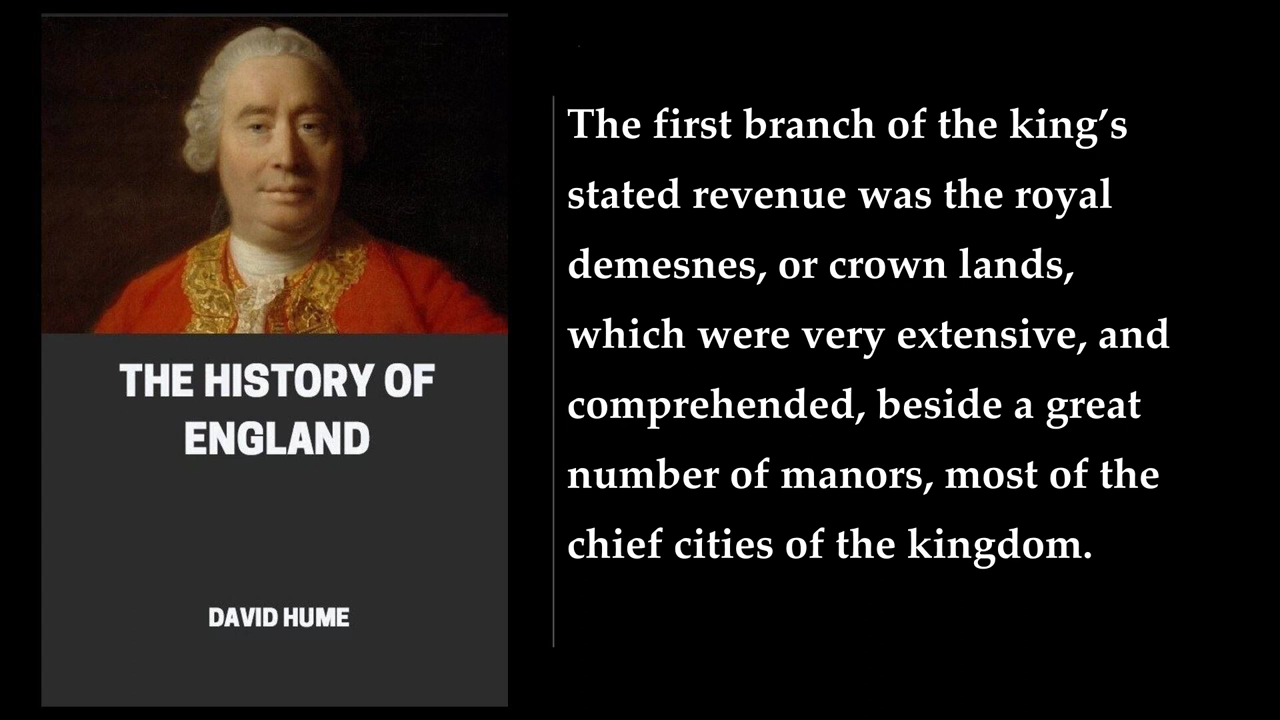 THE HISTORY OF
ENGLAND
DAVID HUME
The first branch of the king’s
stated revenue was the royal
demesnes, or crown lands,
which were very extensive, and
comprehended, beside a great
number of manors, most of the
chief cities of the kingdom.